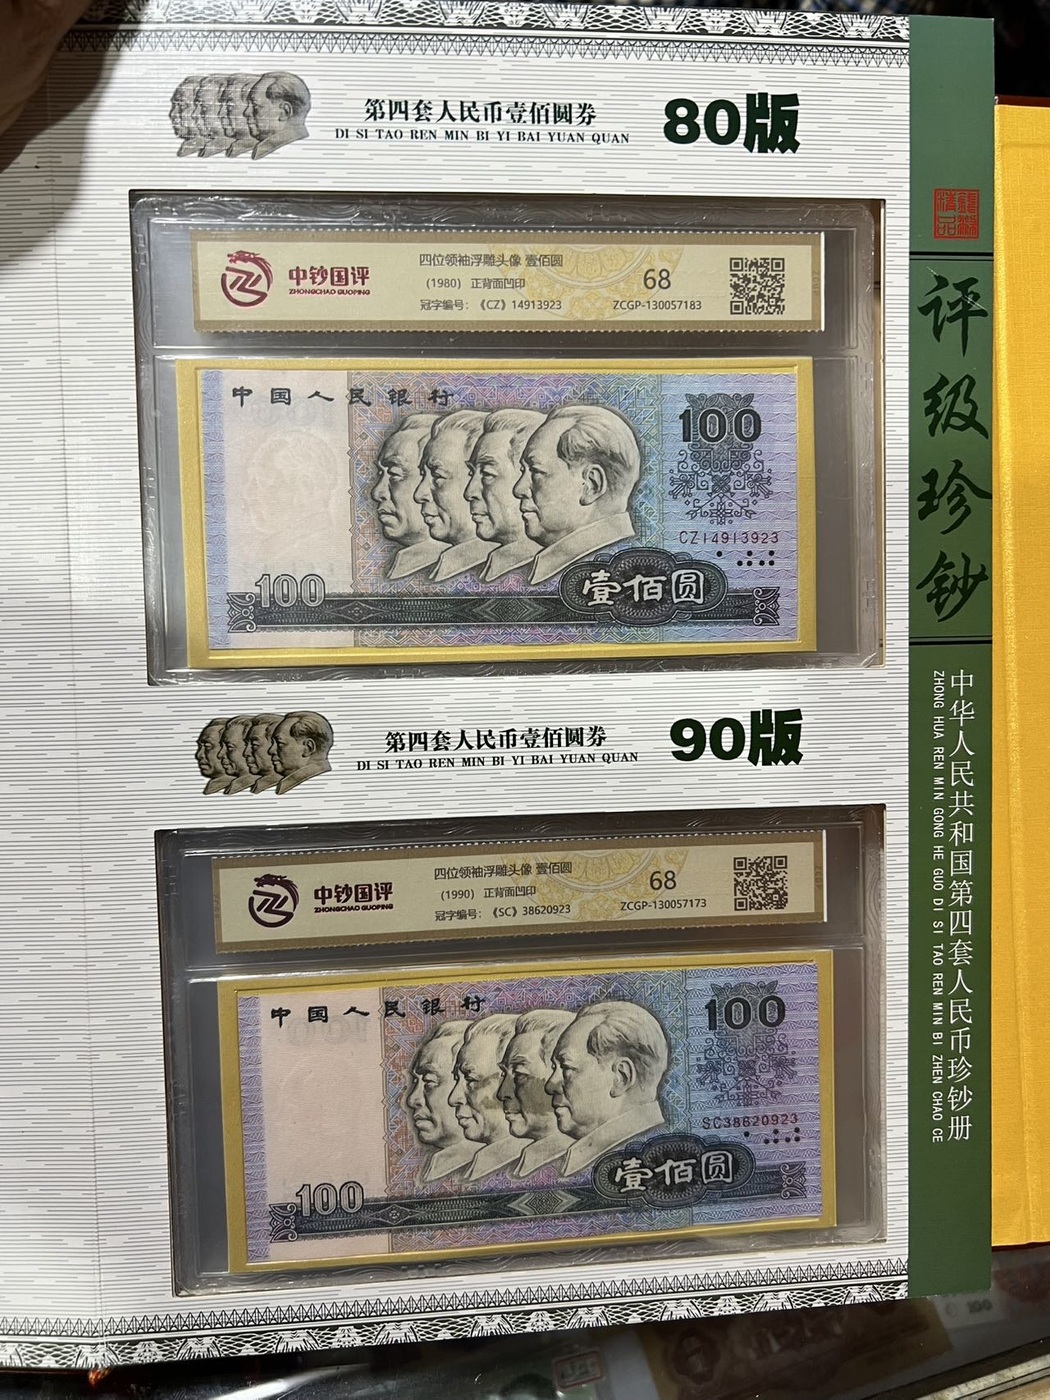 第四套人民币壹佰圆券
DI SI TAO REN MIN BI YI BAI YUAN QUAN
80版
中钞国评
ZHONGCHAO GUOPING
四位领袖浮雕头像 壹佰圆
(1980) 正背面凹印
冠字编号:《CZ》14913923
68
ZCGP-130057183
中国人民银行
100
CZ14913923
100
壹佰圆
第四套人民币壹佰圆券
DI SI TAO REN MIN BI YI BAI YUAN QUAN
90版
中钞国评
ZHONGCHAO GUOPING
四位领袖浮雕头像 壹佰圆
(1990) 正背面凹印
冠字编号:《SC》38620923
68
ZCGP-130057173
中国人民银行
100
SC38620923
100
壹佰圆
评级珍钞
中华人民共和国第四套人民币珍钞册
ZHONG HUA REN MIN GONG HE GUO DI SI TAO REN MIN BI ZHEN CHAO CE